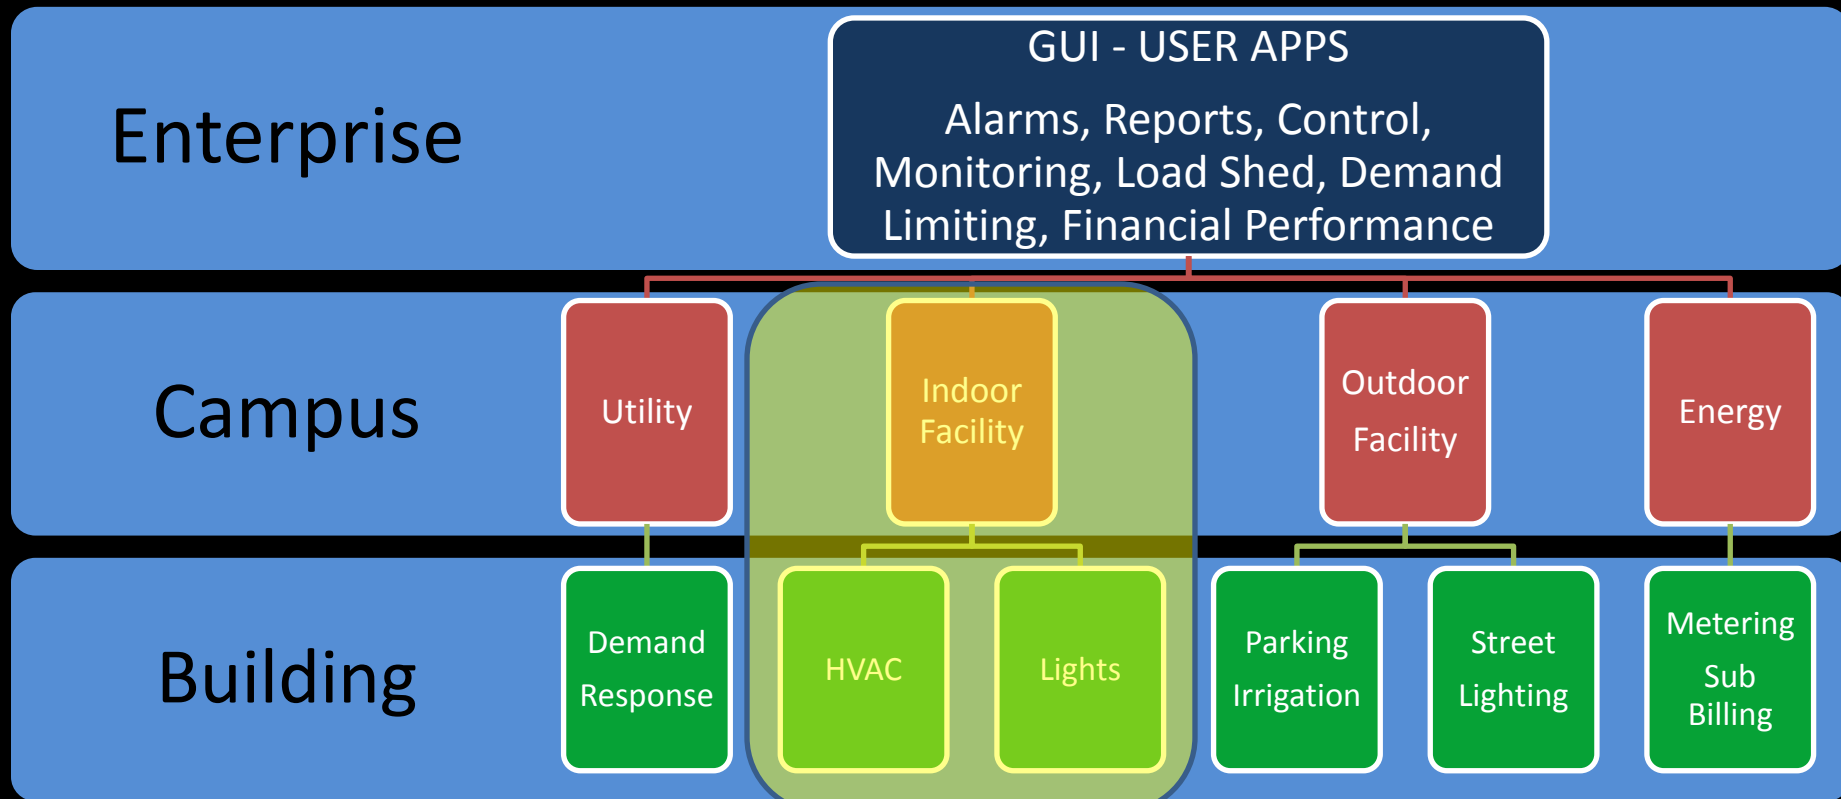 Enterprise
GUI - USER APPS
Alarms, Reports, Control,
Monitoring, Load Shed, Demand
Limiting, Financial Performance
Campus
Utility
Indoor
Facility
Outdoor
Facility
Energy
Building
Demand
Response
HVAC
Lights
Parking
Irrigation
Street
Lighting
Metering
Sub
Billing